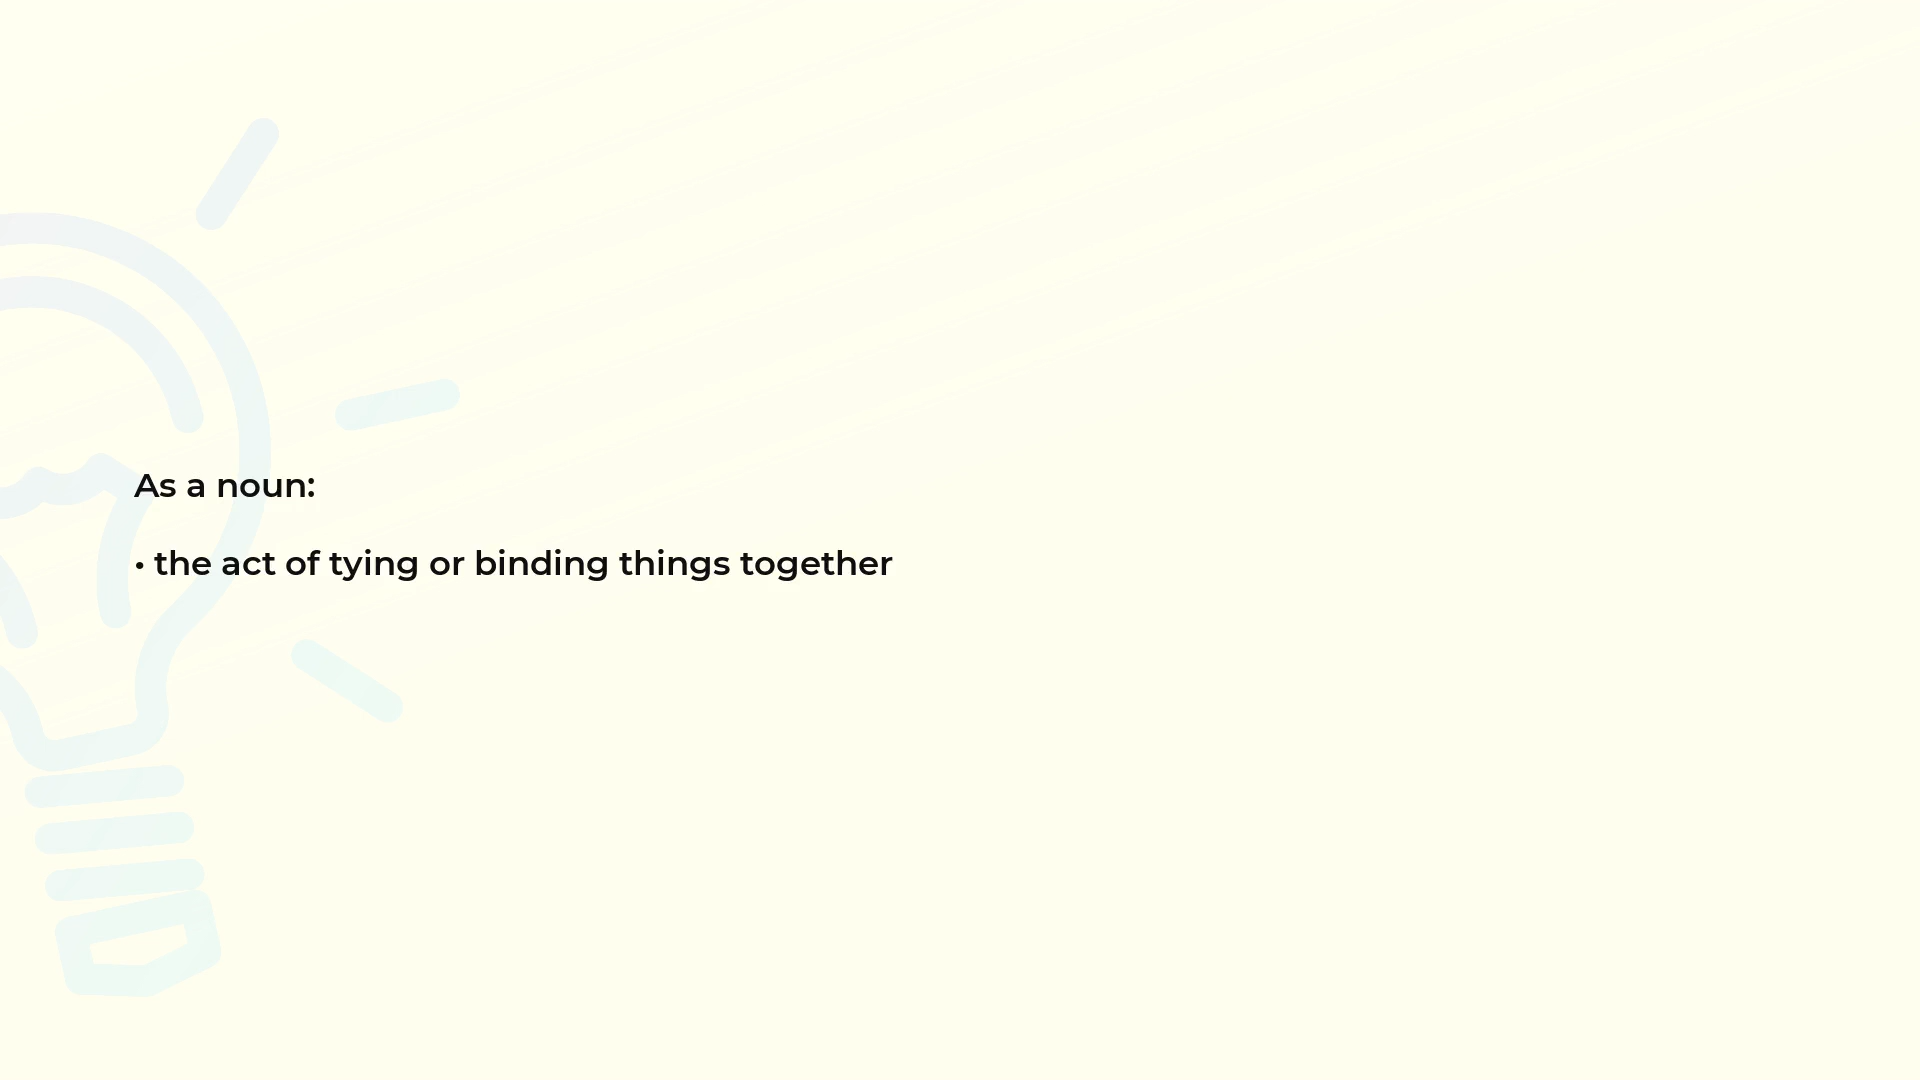 As a noun:
• the act of tying or binding things together